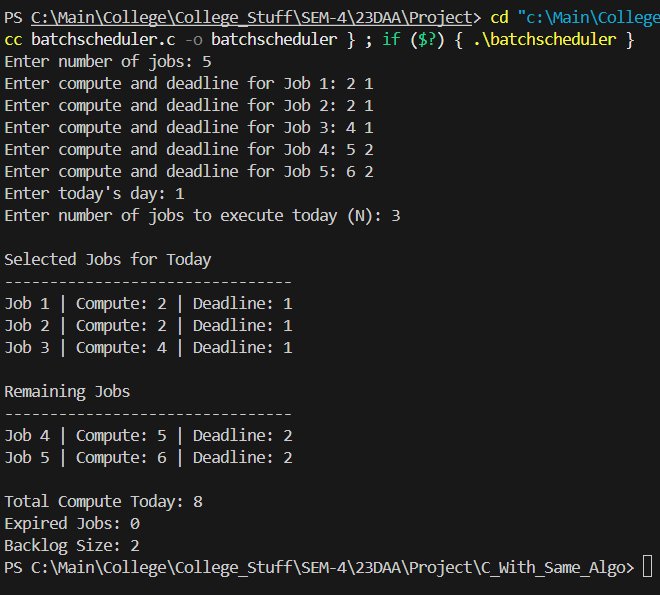 PS C:\Main\College\College_Stuff\SEM-4\23DAA\Project> cd "c:\Main\College
cc batchscheduler.c -o batchscheduler } ; if ($?) { .\batchscheduler }
Enter number of jobs: 5
Enter compute and deadline for Job 1: 2 1
Enter compute and deadline for Job 2: 2 1
Enter compute and deadline for Job 3: 4 1
Enter compute and deadline for Job 4: 5 2
Enter compute and deadline for Job 5: 6 2
Enter today's day: 1
Enter number of jobs to execute today (N): 3

Selected Jobs for Today
--------------------------------
Job 1 | Compute: 2 | Deadline: 1
Job 2 | Compute: 2 | Deadline: 1
Job 3 | Compute: 4 | Deadline: 1

Remaining Jobs
--------------------------------
Job 4 | Compute: 5 | Deadline: 2
Job 5 | Compute: 6 | Deadline: 2

Total Compute Today: 8
Expired Jobs: 0
Backlog Size: 2
PS C:\Main\College\College_Stuff\SEM-4\23DAA\Project\C_With_Same_Algo>